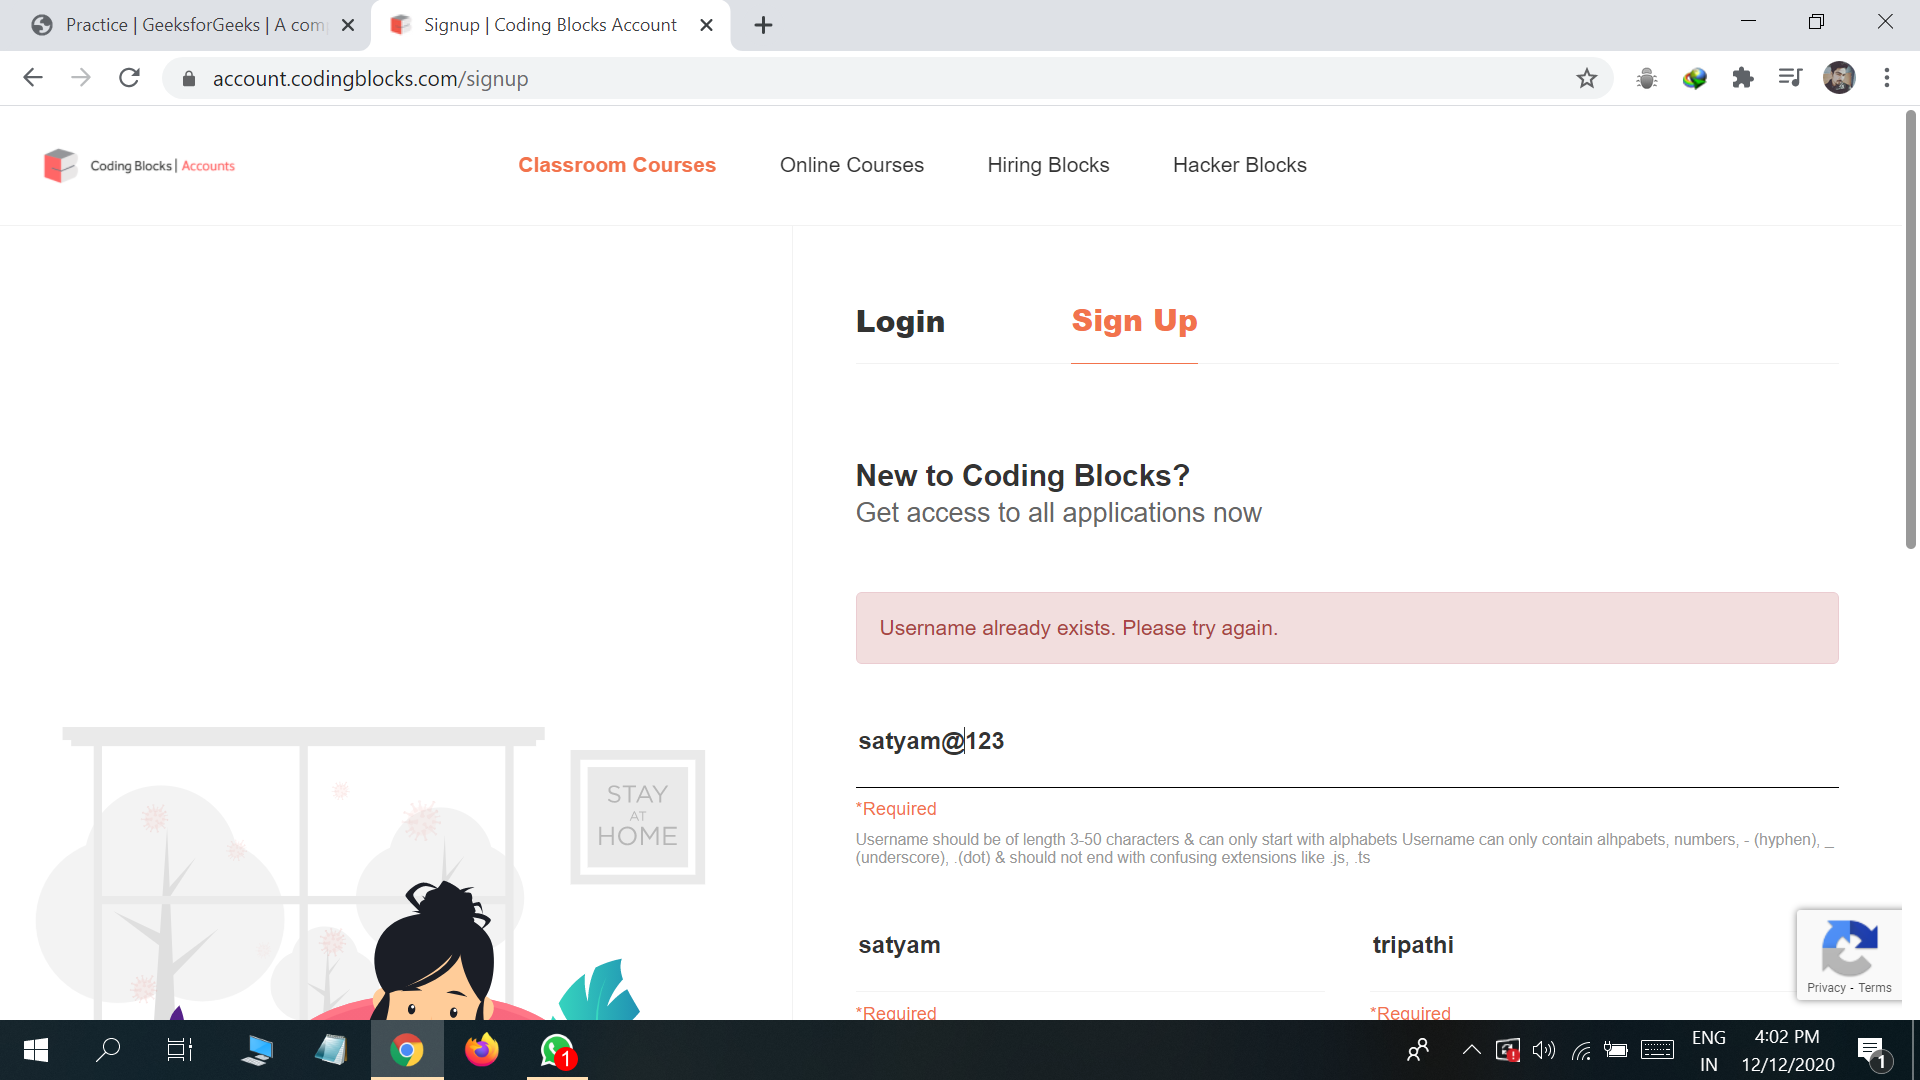 Practice | GeeksforGeeks | A com
Signup | Coding Blocks Account
account.codingblocks.com/signup
Coding Blocks | Accounts
Classroom Courses
Online Courses
Hiring Blocks
Hacker Blocks
Login
Sign Up
New to Coding Blocks?
Get access to all applications now
Username already exists. Please try again.
satyam@123
*Required
Username should be of length 3-50 characters & can only start with alphabets Username can only contain alhpabets, numbers, - (hyphen), _
(underscore), .(dot) & should not end with confusing extensions like .js, .ts
STAY
AT
HOME
satyam
tripathi
*Required
*Required
Privacy - Terms
1
ENG
IN
4:02 PM
12/12/2020
1